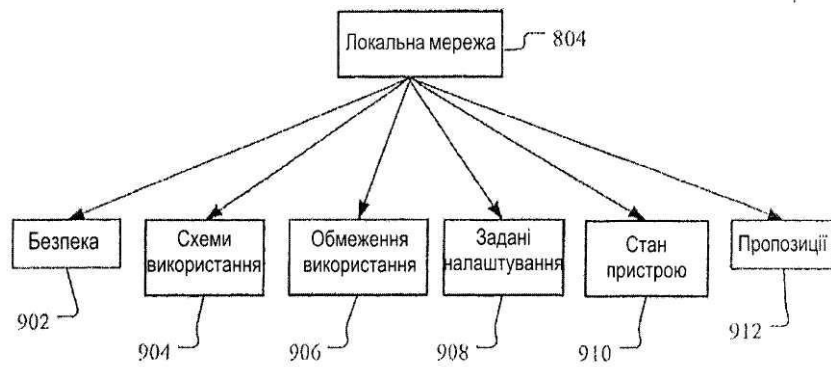 Локальна мережа
804
Безпека
Схеми
використання
Обмеження
використання
Задані
налаштування
Стан
пристрою
Пропозиції
902
904
906
908
910
912